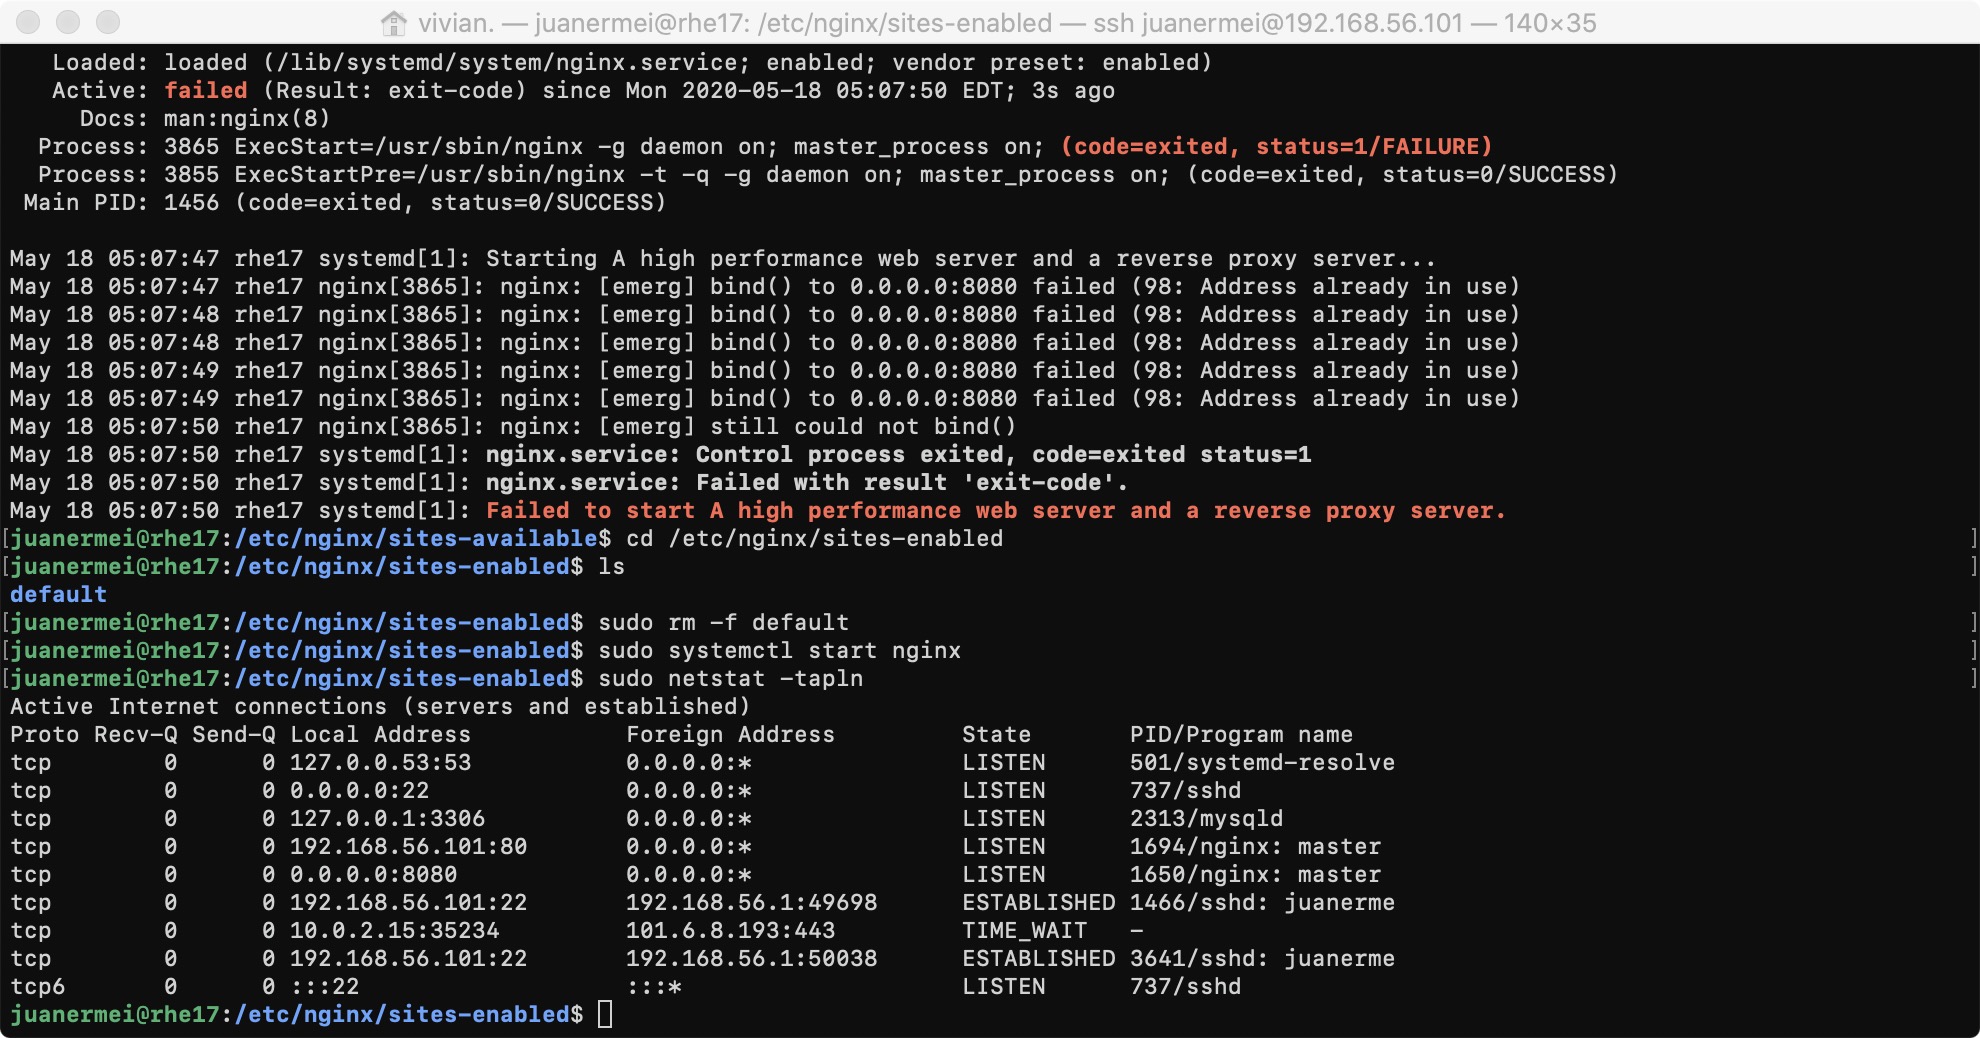 vivian. — juanermei@rhe17: /etc/nginx/sites-enabled — ssh juanermei@192.168.56.101 — 140×35
Loaded: loaded (/lib/systemd/system/nginx.service; enabled; vendor preset: enabled)
Active: failed (Result: exit-code) since Mon 2020-05-18 05:07:50 EDT; 3s ago
Docs: man:nginx(8)
Process: 3865 ExecStart=/usr/sbin/nginx -g daemon on; master_process on; (code=exited, status=1/FAILURE)
Process: 3855 ExecStartPre=/usr/sbin/nginx -t -q -g daemon on; master_process on; (code=exited, status=0/SUCCESS)
Main PID: 1456 (code=exited, status=0/SUCCESS)
May 18 05:07:47 rhe17 systemd[1]: Starting A high performance web server and a reverse proxy server...
May 18 05:07:47 rhe17 nginx[3865]: nginx: [emerg] bind() to 0.0.0.0:8080 failed (98: Address already in use)
May 18 05:07:48 rhe17 nginx[3865]: nginx: [emerg] bind() to 0.0.0.0:8080 failed (98: Address already in use)
May 18 05:07:48 rhe17 nginx[3865]: nginx: [emerg] bind() to 0.0.0.0:8080 failed (98: Address already in use)
May 18 05:07:49 rhe17 nginx[3865]: nginx: [emerg] bind() to 0.0.0.0:8080 failed (98: Address already in use)
May 18 05:07:49 rhe17 nginx[3865]: nginx: [emerg] bind() to 0.0.0.0:8080 failed (98: Address already in use)
May 18 05:07:50 rhe17 nginx[3865]: nginx: [emerg] still could not bind()
May 18 05:07:50 rhe17 systemd[1]: nginx.service: Control process exited, code=exited status=1
May 18 05:07:50 rhe17 systemd[1]: nginx.service: Failed with result 'exit-code'.
May 18 05:07:50 rhe17 systemd[1]: Failed to start A high performance web server and a reverse proxy server.
[juanermei@rhe17:/etc/nginx/sites-available$ cd /etc/nginx/sites-enabled ]
[juanermei@rhe17:/etc/nginx/sites-enabled$ ls ]
default
[juanermei@rhe17:/etc/nginx/sites-enabled$ sudo rm -f default ]
[juanermei@rhe17:/etc/nginx/sites-enabled$ sudo systemctl start nginx ]
[juanermei@rhe17:/etc/nginx/sites-enabled$ sudo netstat -tapln ]
Active Internet connections (servers and established)
Proto Recv-Q Send-Q Local Address Foreign Address State PID/Program name
tcp 0 0 127.0.0.53:53 0.0.0.0:* LISTEN 501/systemd-resolve
tcp 0 0 0.0.0.0:22 0.0.0.0:* LISTEN 737/sshd
tcp 0 0 127.0.0.1:3306 0.0.0.0:* LISTEN 2313/mysqld
tcp 0 0 192.168.56.101:80 0.0.0.0:* LISTEN 1694/nginx: master
tcp 0 0 0.0.0.0:8080 0.0.0.0:* LISTEN 1650/nginx: master
tcp 0 0 192.168.56.101:22 192.168.56.1:49698 ESTABLISHED 1466/sshd: juanerme
tcp 0 0 10.0.2.15:35234 101.6.8.193:443 TIME_WAIT -
tcp 0 0 192.168.56.101:22 192.168.56.1:50038 ESTABLISHED 3641/sshd: juanerme
tcp6 0 0 :::22 :::* LISTEN 737/sshd
juanermei@rhe17:/etc/nginx/sites-enabled$